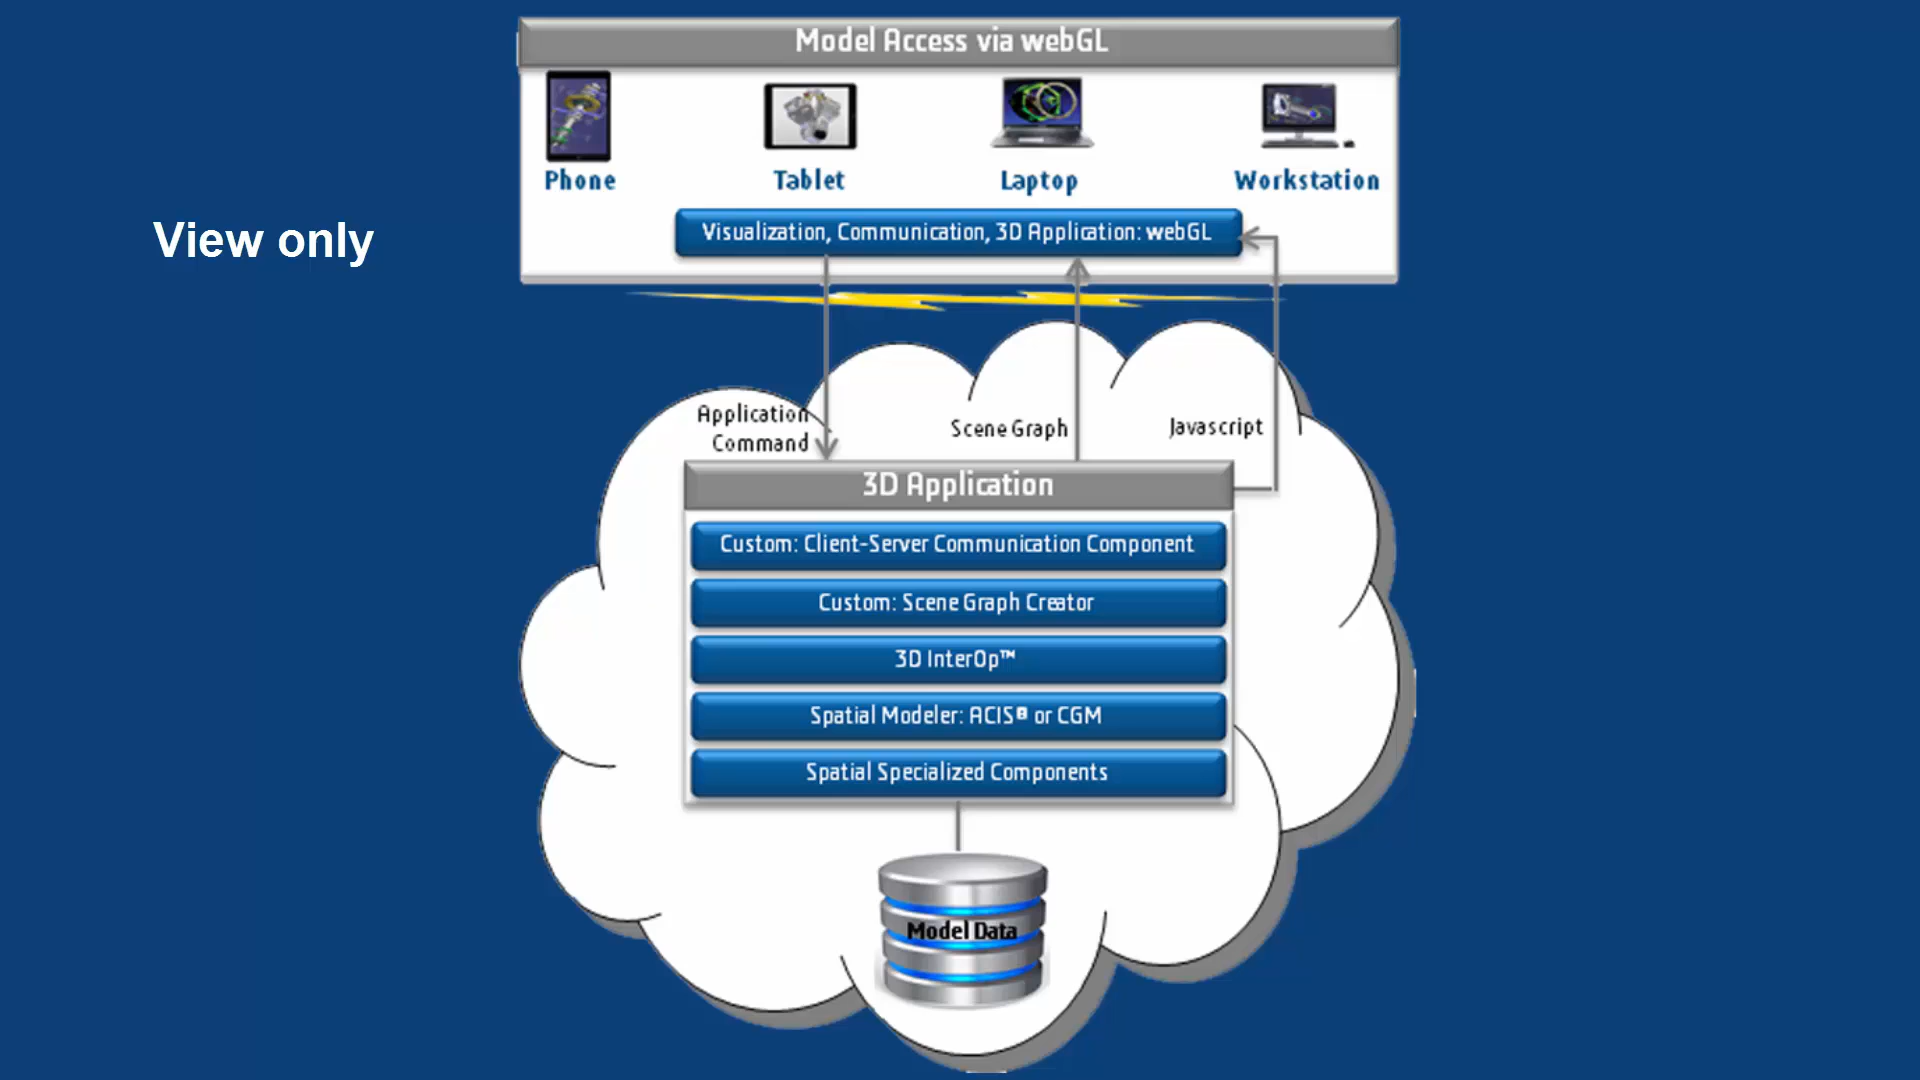 Model Access via webGL
Phone
Tablet
Laptop
Workstation
View only
Visualization, Communication, 3D Application: webGL
Application
Command
Scene Graph
Javascript
3D Application
Custom: Client-Server Communication Component
Custom: Scene Graph Creator
3D InterOp™
Spatial Modeler: ACIS® or CGM
Spatial Specialized Components
Model Data